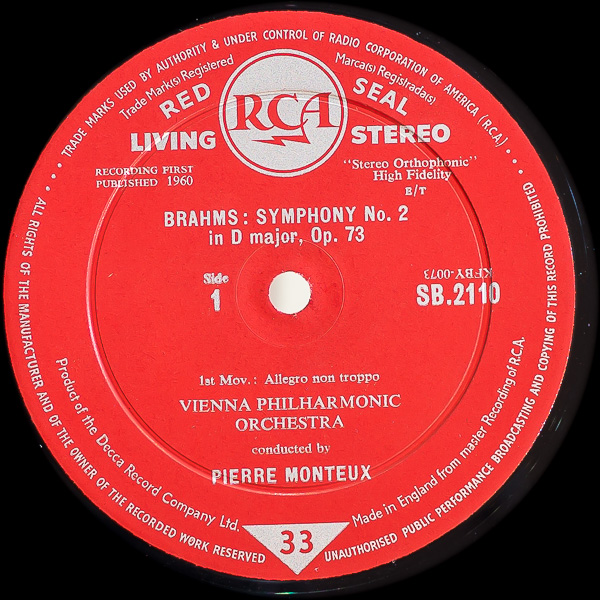 TRADE MARKS USED BY AUTHORITY & UNDER CONTROL OF RADIO CORPORATION OF AMERICA (R.C.A.)
Trade Mark(s) Registered
Marca(s) Registrada(s)
RED SEAL
RCA
LIVING STEREO
RECORDING FIRST
PUBLISHED 1960
"Stereo Orthophonic"
High Fidelity
E/T
BRAHMS: SYMPHONY No. 2
in D major, Op. 73
Side
1
KFBY-0073
SB.2110
1st Mov.: Allegro non troppo
VIENNA PHILHARMONIC
ORCHESTRA
conducted by
PIERRE MONTEUX
Product of the Decca Record Company Ltd.
Made in England from master Recording of R.C.A.
33
ALL RIGHTS OF THE MANUFACTURER AND OF THE OWNER OF THE RECORDED WORK RESERVED
UNAUTHORISED PUBLIC PERFORMANCE BROADCASTING AND COPYING OF THIS RECORD PROHIBITED